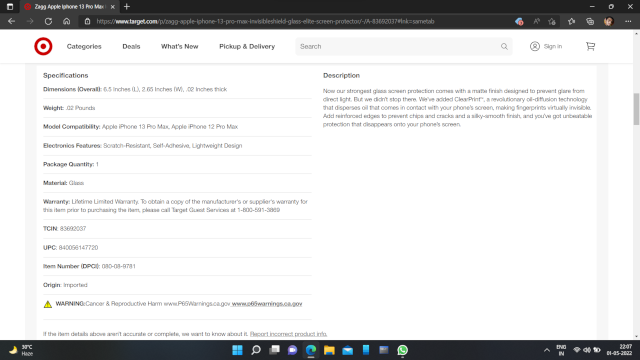 Zagg Apple iPhone 13 Pro Max
https://www.target.com/p/zagg-apple-iphone-13-pro-max-invisibleshield-glass-elite-screen-protector/-/A-83692037#lnk=sametab
Categories
Deals
What's New
Pickup & Delivery
Search
Sign in
Specifications
Dimensions (Overall): 6.5 Inches (L), 2.65 Inches (W), .02 Inches thick
Weight: .02 Pounds
Model Compatibility: Apple iPhone 13 Pro Max, Apple iPhone 12 Pro Max
Electronics Features: Scratch-Resistant, Self-Adhesive, Lightweight Design
Package Quantity: 1
Material: Glass
Warranty: Lifetime Limited Warranty. To obtain a copy of the manufacturer's or supplier's warranty for
this item prior to purchasing the item, please call Target Guest Services at 1-800-591-3869
TCIN: 83692037
UPC: 840056147720
Item Number (DPCI): 080-08-9781
Origin: Imported
WARNING:Cancer & Reproductive Harm www.P65Warnings.ca.gov www.p65warnings.ca.gov
If the item details above aren't accurate or complete, we want to know about it. Report incorrect product info.
Description
Now our strongest glass screen protection comes with a matte finish designed to prevent glare from
direct light. But we didn't stop there. We've added ClearPrint™, a revolutionary oil-diffusion technology
that disperses oil that comes in contact with your phone's screen, making fingerprints virtually invisible.
Add reinforced edges to prevent chips and cracks and a silky-smooth finish, and you've got unbeatable
protection that disappears onto your phone's screen.
30°C
Haze
ENG
IN
22:07
01-05-2022